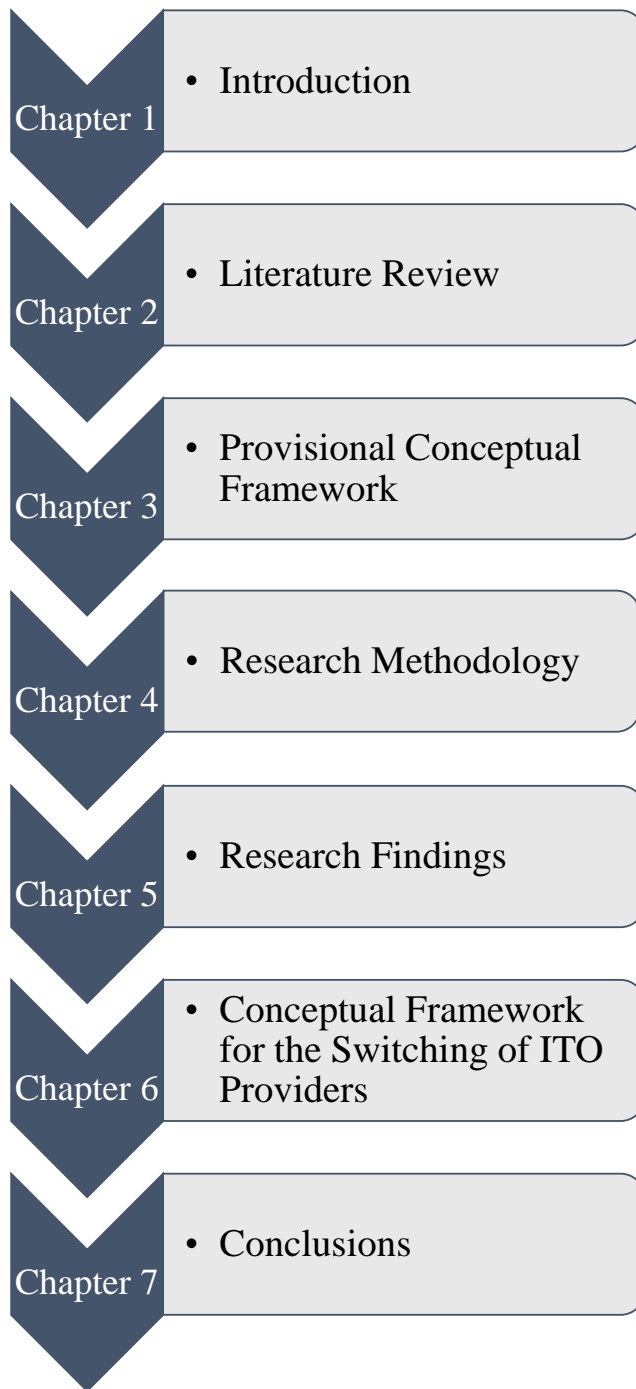 Chapter 1
• Introduction
Chapter 2
• Literature Review
Chapter 3
• Provisional Conceptual
Framework
Chapter 4
• Research Methodology
Chapter 5
• Research Findings
Chapter 6
• Conceptual Framework
for the Switching of ITO
Providers
Chapter 7
• Conclusions